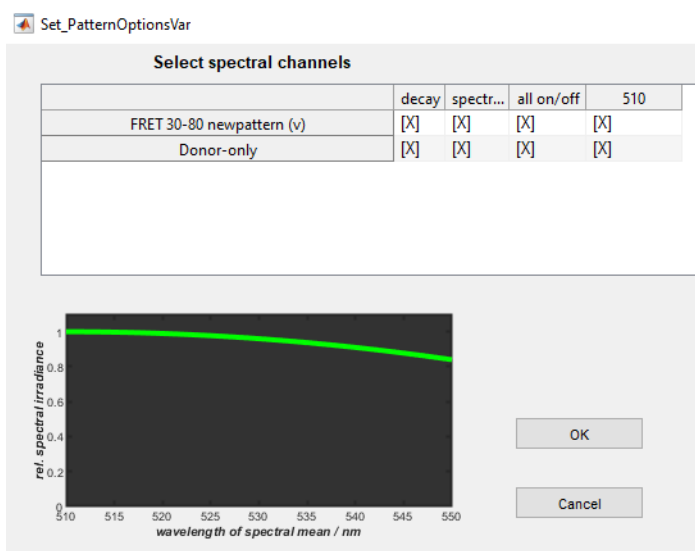 Set_PatternOptionsVar
Select spectral channels
decay spectr... all on/off 510
FRET 30-80 newpattern (v) [X] [X] [X] [X]
Donor-only [X] [X] [X] [X]
rel. spectral irradiance
1
0.8
0.6
0.4
0.2
0
510 515 520 525 530 535 540 545 550
wavelength of spectral mean / nm
OK
Cancel